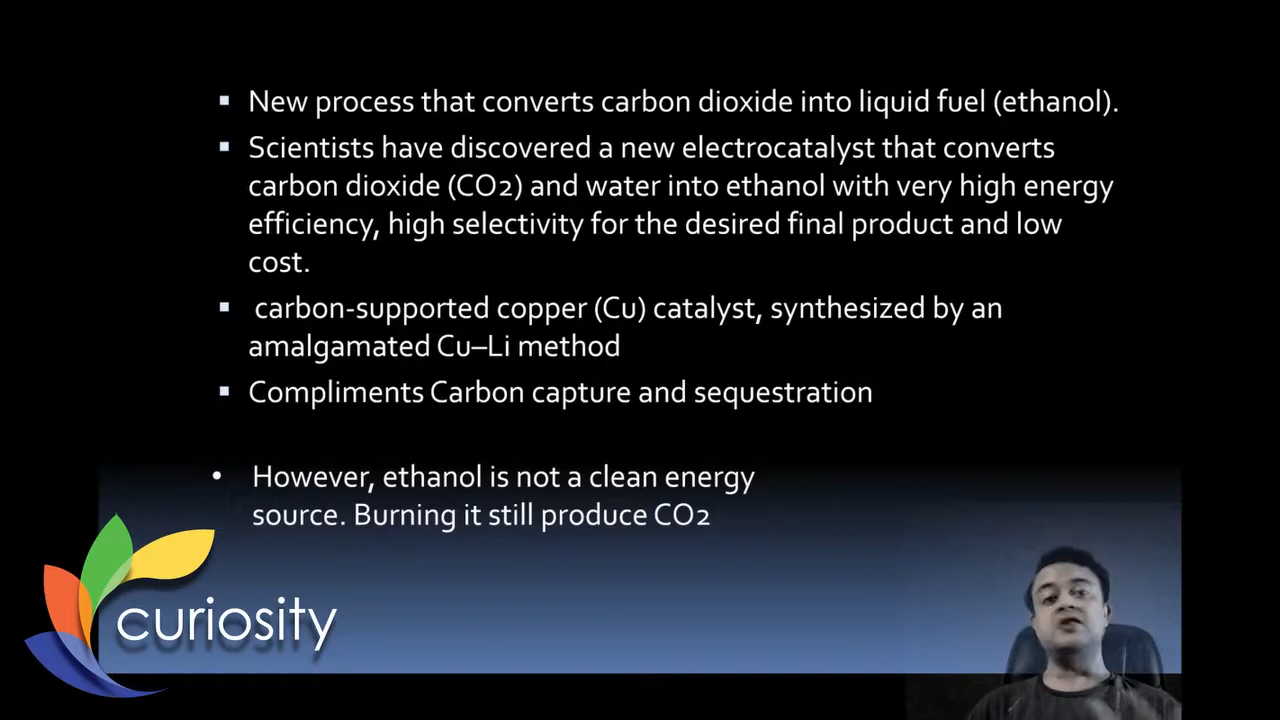 New process that converts carbon dioxide into liquid fuel (ethanol).
Scientists have discovered a new electrocatalyst that converts
carbon dioxide (CO2) and water into ethanol with very high energy
efficiency, high selectivity for the desired final product and low
cost.
carbon-supported copper (Cu) catalyst, synthesized by an
amalgamated Cu–Li method
Compliments Carbon capture and sequestration
However, ethanol is not a clean energy
source. Burning it still produce CO2
curiosity